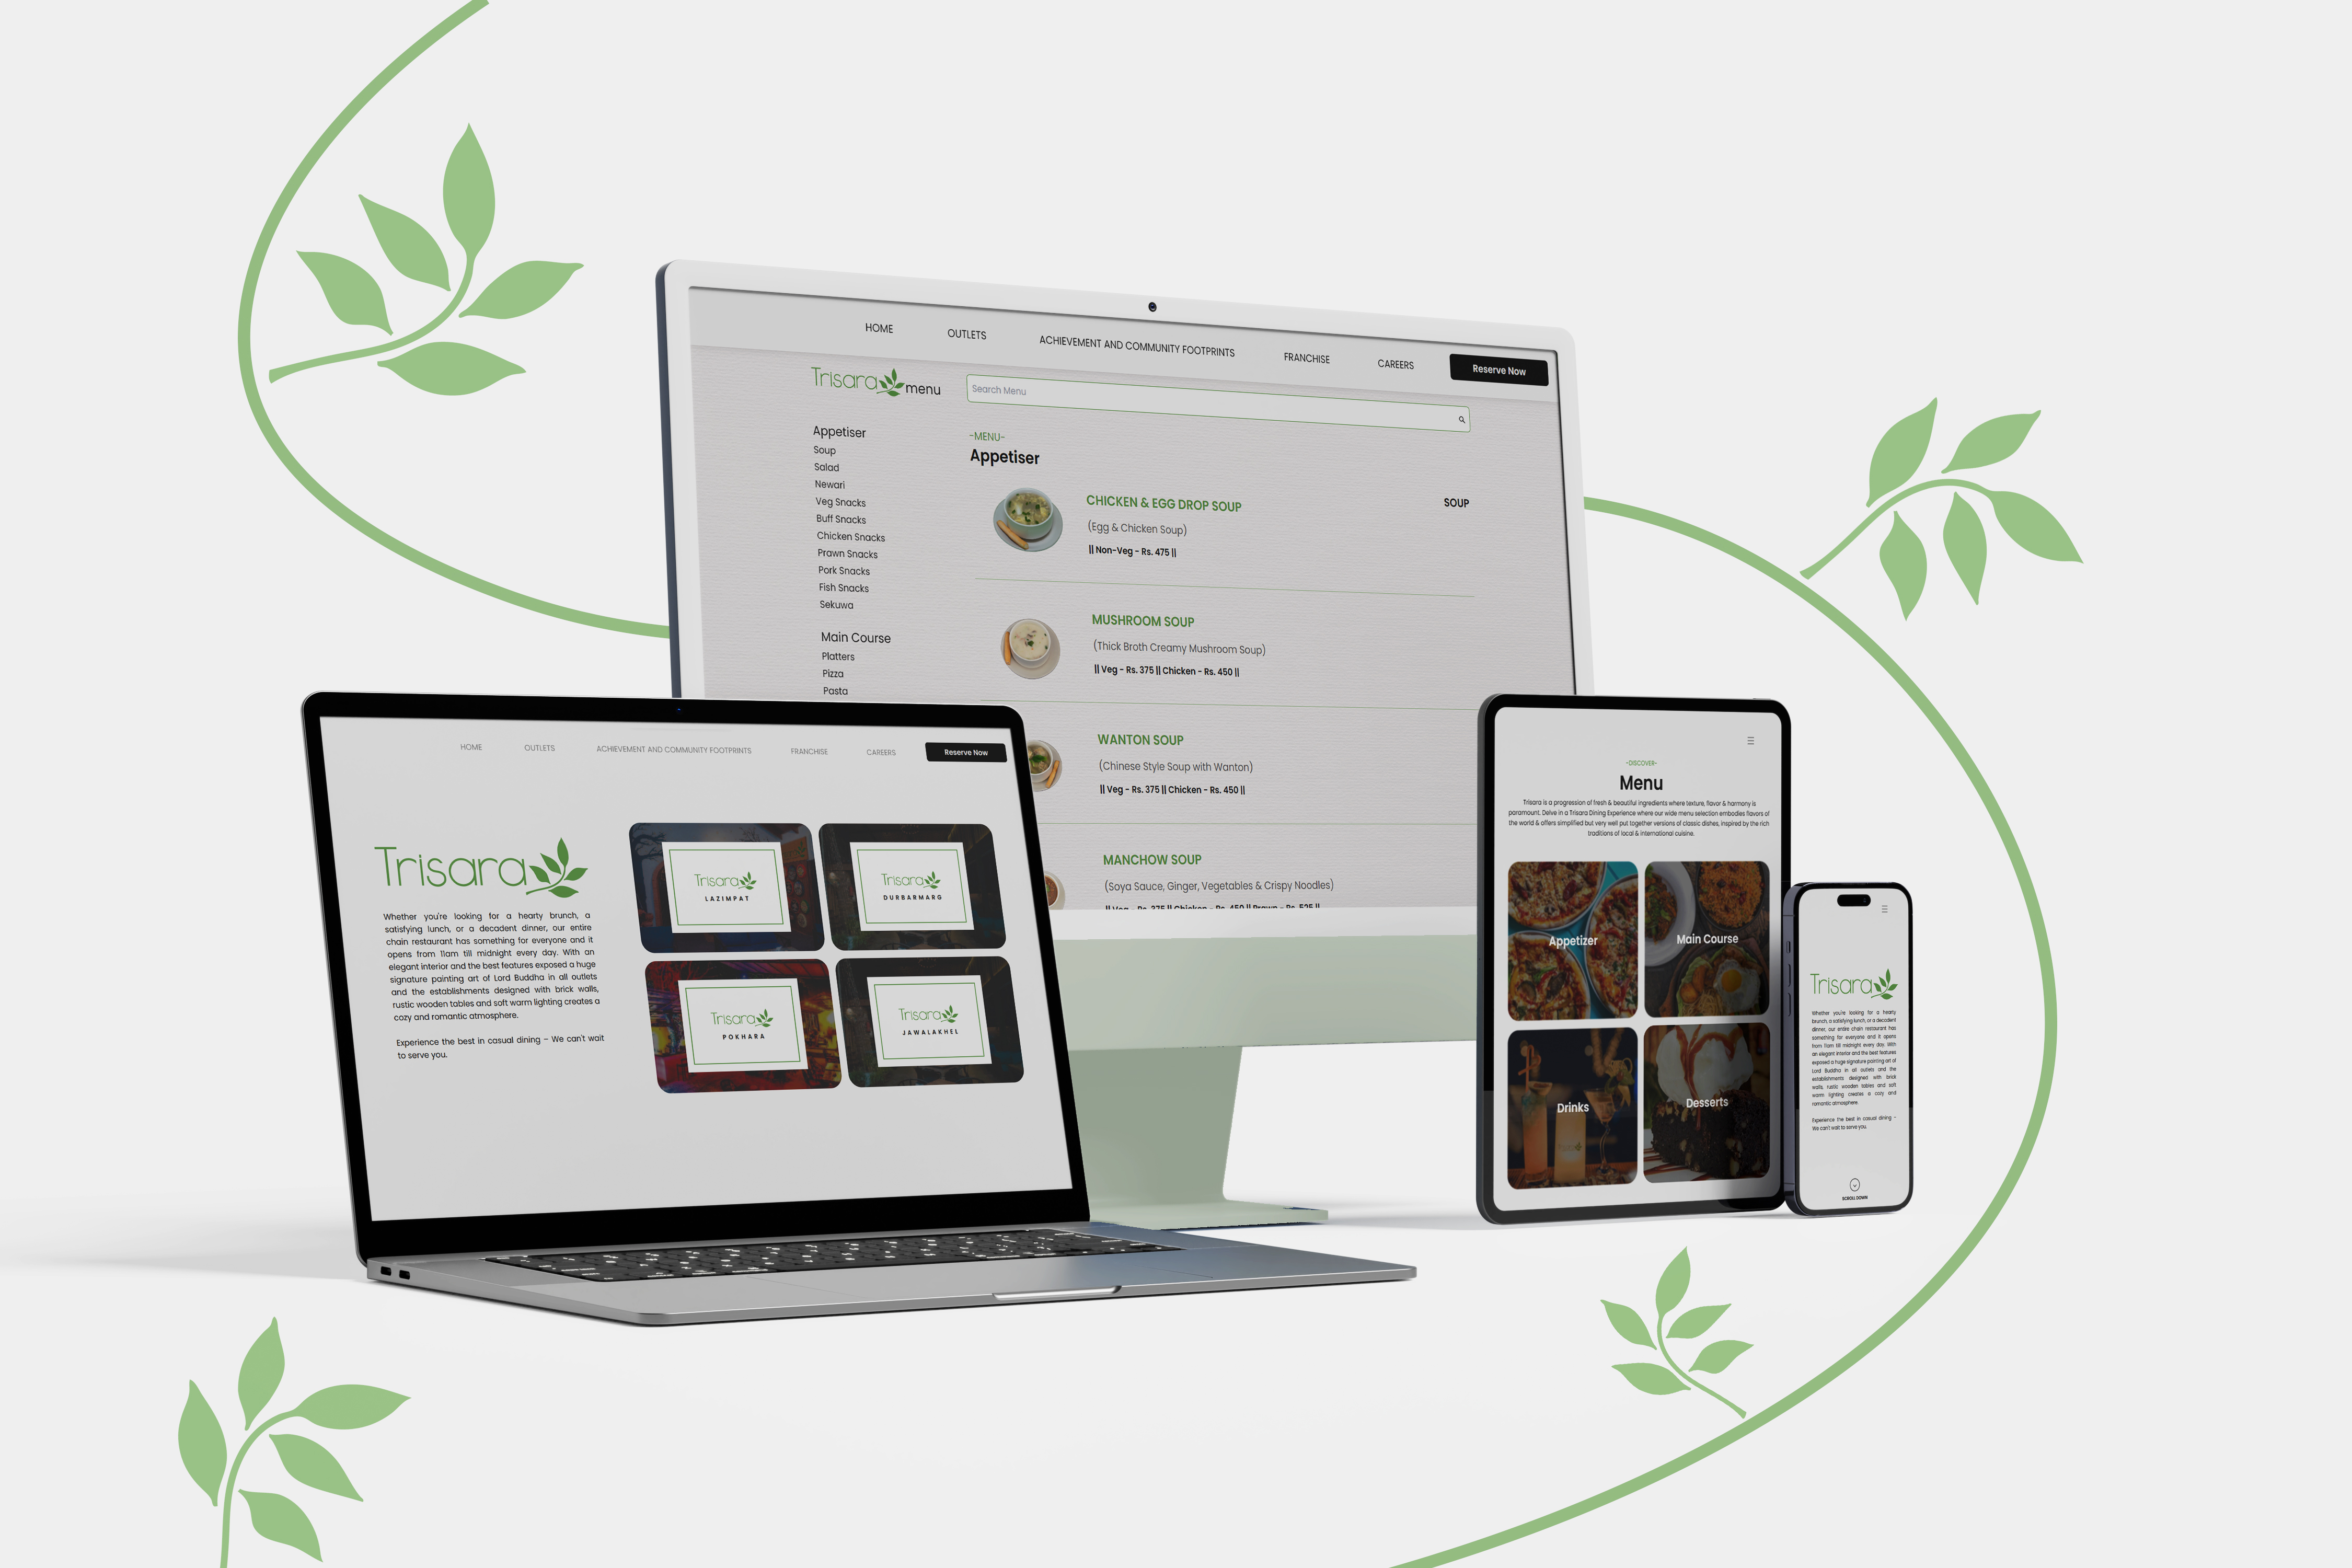 HOME OUTLETS ACHIEVEMENT AND COMMUNITY FOOTPRINTS FRANCHISE CAREERS Reserve Now
Trisara menu
Search Menu
Appetiser
Soup
Salad
Newari
Veg Snacks
Buff Snacks
Chicken Snacks
Prawn Snacks
Pork Snacks
Fish Snacks
Sekuwa
Main Course
Platters
Pizza
Pasta
-MENU-
Appetiser
CHICKEN & EGG DROP SOUP
SOUP
(Egg & Chicken Soup)
|| Non-Veg - Rs. 475 ||
MUSHROOM SOUP
(Thick Broth Creamy Mushroom Soup)
|| Veg - Rs. 375 || Chicken - Rs. 450 ||
WANTON SOUP
(Chinese Style Soup with Wanton)
|| Veg - Rs. 375 || Chicken - Rs. 450 ||
MANCHOW SOUP
(Soya Sauce, Ginger, Vegetables & Crispy Noodles)
|| Veg - Rs. 375 || Chicken - Rs. 450 || Prawn - Rs. 525 ||
HOME OUTLETS ACHIEVEMENT AND COMMUNITY FOOTPRINTS FRANCHISE CAREERS Reserve Now
Trisara
Whether you're looking for a hearty brunch, a
satisfying lunch, or a decadent dinner, our entire
chain restaurant has something for everyone and it
opens from 11am till midnight every day. With an
elegant interior and the best features exposed a huge
signature painting art of Lord Buddha in all outlets
and the establishments designed with brick walls,
rustic wooden tables and soft warm lighting creates a
cozy and romantic atmosphere.
Experience the best in casual dining – We can't wait
to serve you.
Trisara
LAZIMPAT
Trisara
DURBARMARG
Trisara
POKHARA
Trisara
JAWALAKHEL
-DISCOVER-
Menu
Trisara is a progression of fresh & beautiful ingredients where texture, flavor & harmony is
paramount. Delve in a Trisara Dining Experience where our wide menu selection embodies flavors of
the world & offers simplified but very well put together versions of classic dishes, inspired by the rich
traditions of local & international cuisine.
Appetizer
Main Course
Drinks
Desserts
Trisara
Whether you're looking for a hearty
brunch, a satisfying lunch, or a decadent
dinner, our entire chain restaurant has
something for everyone and it opens
from 11am till midnight every day. With
an elegant interior and the best features
exposed a huge signature painting art of
Lord Buddha in all outlets and the
establishments designed with brick
walls, rustic wooden tables and soft
warm lighting creates a cozy and
romantic atmosphere.
Experience the best in casual dining –
We can't wait to serve you.
SCROLL DOWN